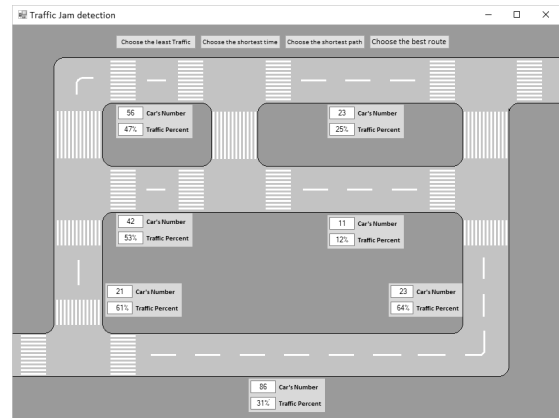 Traffic Jam detection
Choose the least Traffic Choose the shortest time Choose the shortest path Choose the best route
56 Car's Number
47% Traffic Percent
23 Car's Number
25% Traffic Percent
42 Car's Number
53% Traffic Percent
11 Car's Number
12% Traffic Percent
21 Car's Number
61% Traffic Percent
23 Car's Number
64% Traffic Percent
86 Car's Number
31% Traffic Percent